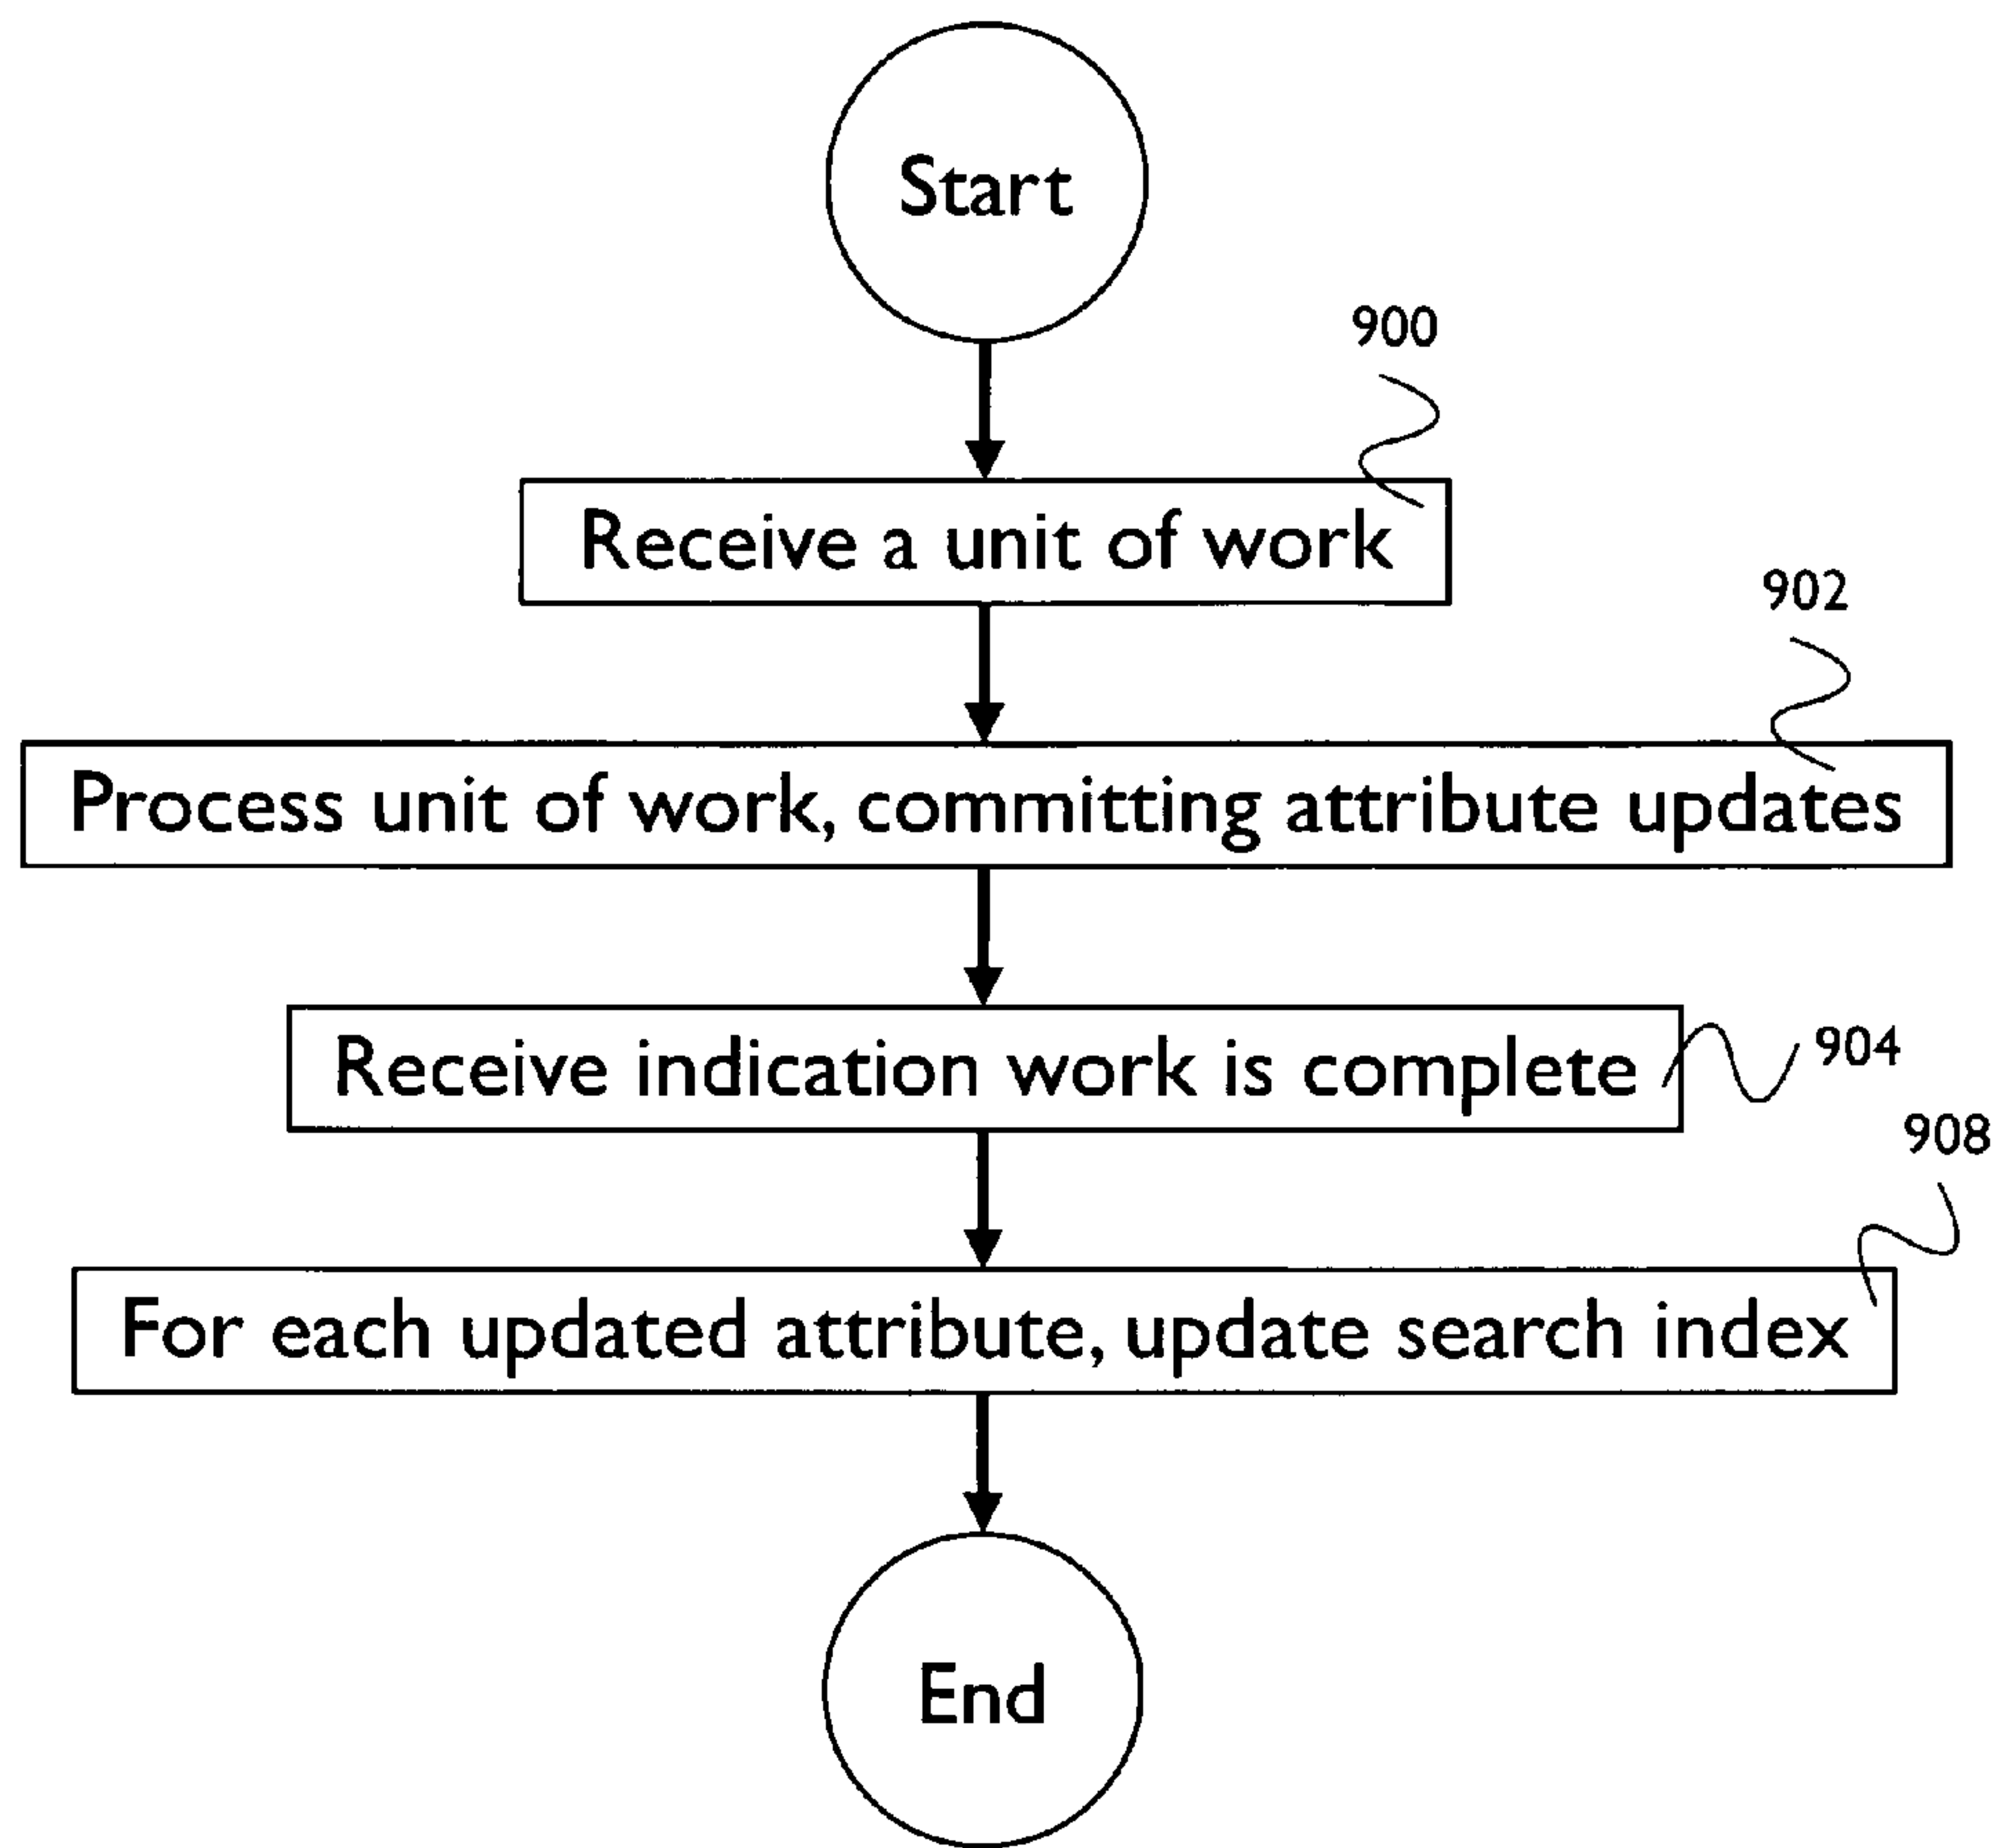 Start
900
Receive a unit of work
902
Process unit of work, committing attribute updates
Receive indication work is complete
904
908
For each updated attribute, update search index
End